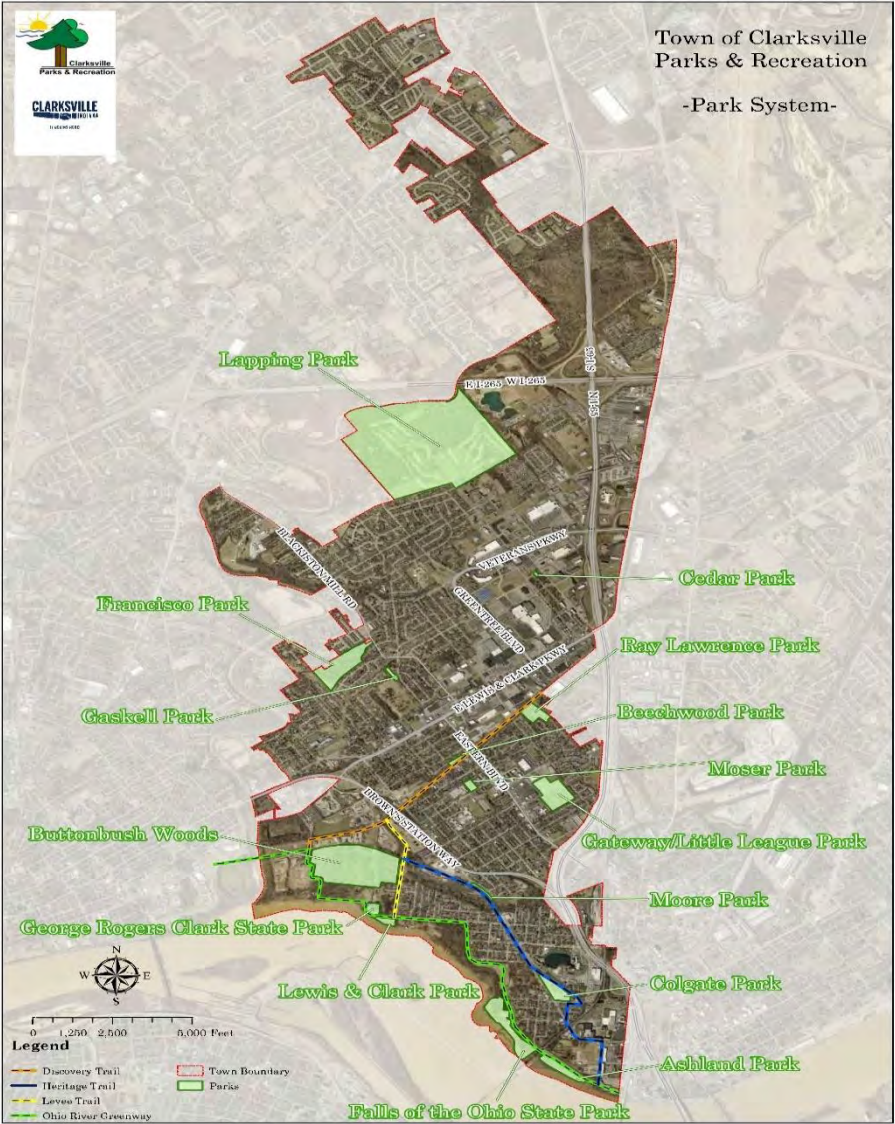 Town of Clarksville
Parks & Recreation
-Park System-
Clarksville
Parks & Recreation
CLARKSVILLE
INDIANA
Lapping Park
E I-265 W I-265
S I-65
N I-65
BLACKISTON MILL RD
VETERANS PKWY
Cedar Park
Francisco Park
GREENTREE BLVD
Ray Lawrence Park
E LEWIS & CLARK PKWY
Gaskell Park
Beechwood Park
EASTERN BLVD
Moser Park
BROWNS STATION WAY
Buttonbush Woods
Gateway/Little League Park
Moore Park
George Rogers Clark State Park
N
W E
S
Lewis & Clark Park
Colgate Park
0 1,250 2,500 5,000 Feet
Legend
Discovery Trail
Heritage Trail
Levee Trail
Ohio River Greenway
Town Boundary
Parks
Ashland Park
Falls of the Ohio State Park